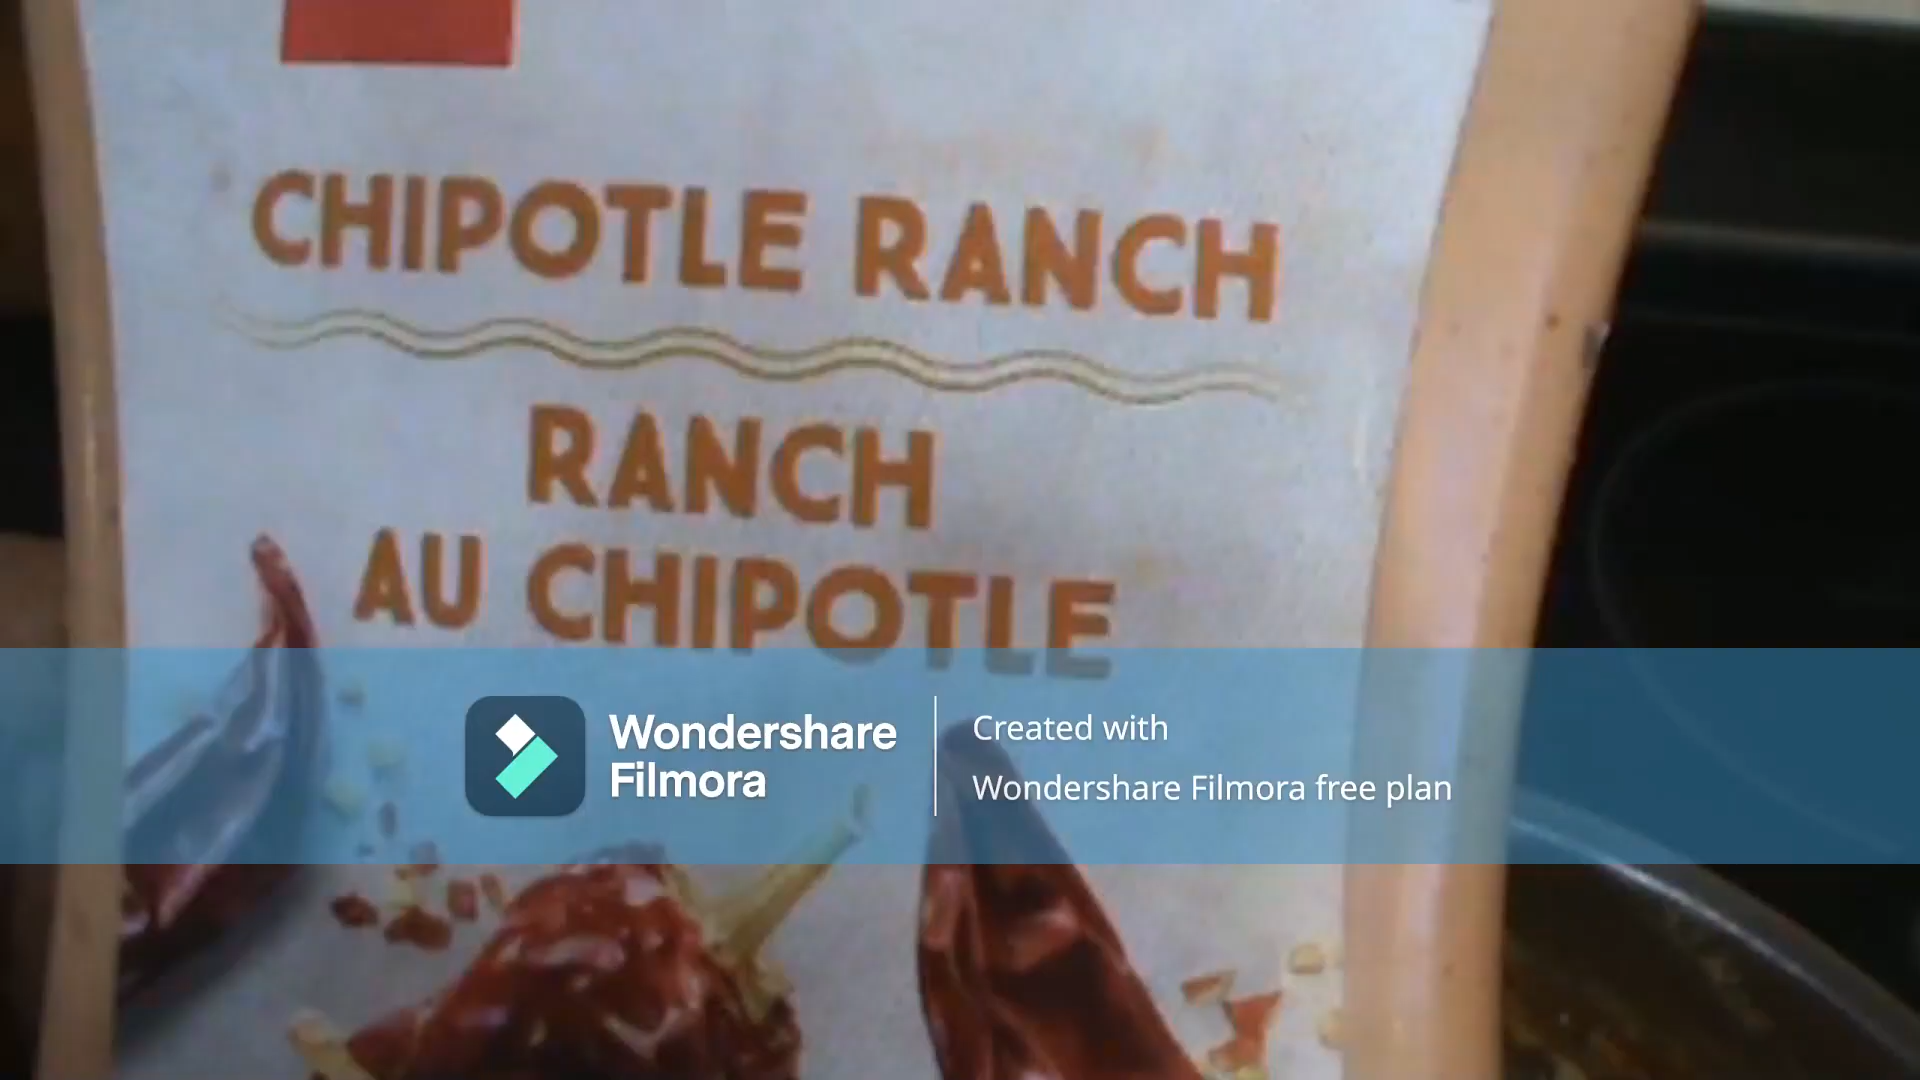 CHIPOTLE RANCH
RANCH
AU CHIPOTLE
Wondershare
Filmora
Created with
Wondershare Filmora free plan